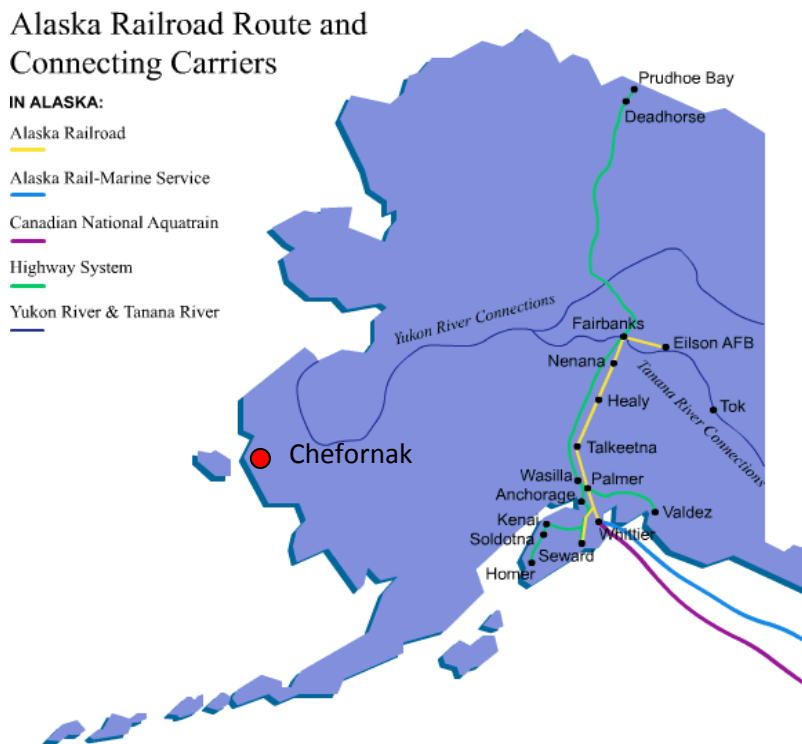 Alaska Railroad Route and
Connecting Carriers
IN ALASKA:
Alaska Railroad
Alaska Rail-Marine Service
Canadian National Aquatrain
Highway System
Yukon River & Tanana River
Prudhoe Bay
Deadhorse
Yukon River Connections
Fairbanks
Eilson AFB
Nenana
Tanana River Connections
Healy
Tok
Talkeetna
Chefornak
Wasilla
Palmer
Anchorage
Valdez
Kenai
Soldotna
Whittier
Seward
Homer